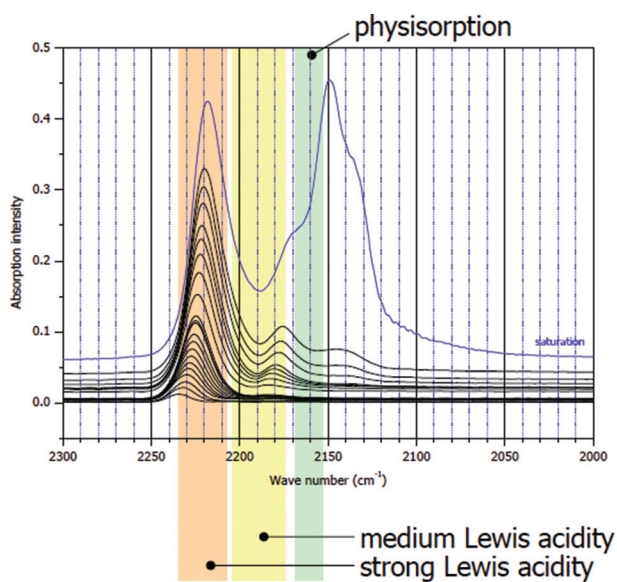 physisorption
0.5
0.4
0.3
0.2
0.1
0.0
Absorption intensity
saturation
2300 2250 2200 2150 2100 2050 2000
Wave number (cm⁻¹)
medium Lewis acidity
strong Lewis acidity